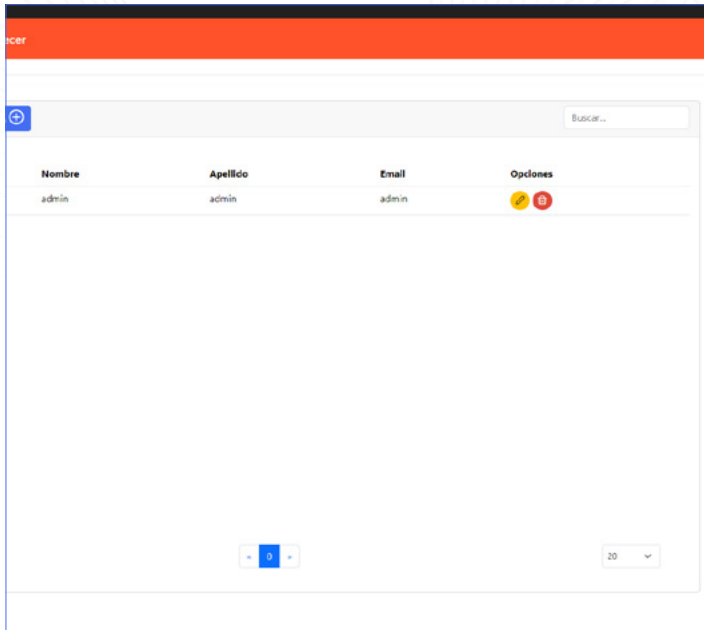 ecer
Buscar...
Nombre Apellido Email Opciones
admin admin admin
« 0 » 20